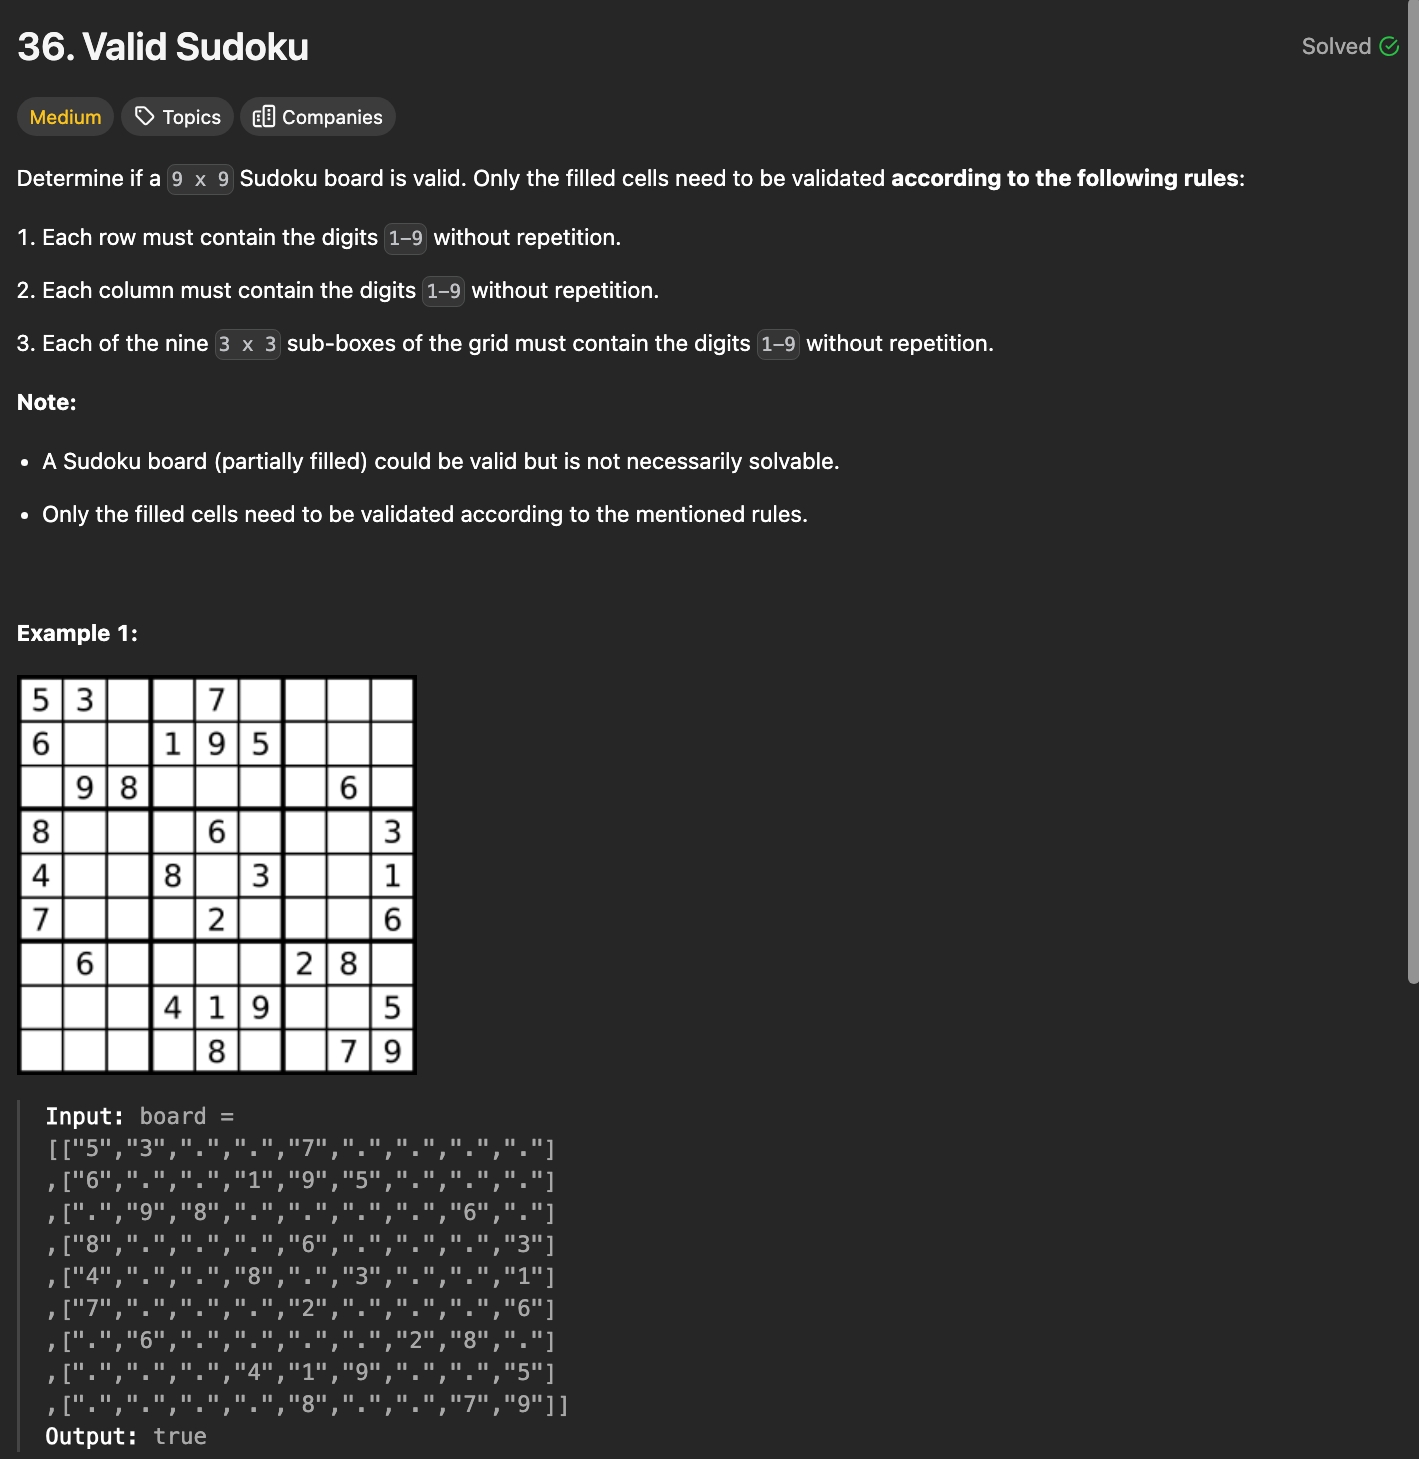 36. Valid Sudoku
Solved
Medium
Topics
Companies
Determine if a 9 x 9 Sudoku board is valid. Only the filled cells need to be validated according to the following rules:
1. Each row must contain the digits 1-9 without repetition.
2. Each column must contain the digits 1-9 without repetition.
3. Each of the nine 3 x 3 sub-boxes of the grid must contain the digits 1-9 without repetition.
Note:
• A Sudoku board (partially filled) could be valid but is not necessarily solvable.
• Only the filled cells need to be validated according to the mentioned rules.
Example 1:
5 3 7
6 1 9 5
9 8 6
8 6 3
4 8 3 1
7 2 6
6 2 8
4 1 9 5
8 7 9
Input: board =
[["5","3",".",".","7",".",".",".","."]
,["6",".",".","1","9","5",".",".","."]
,[".","9","8",".",".",".",".","6","."]
,["8",".",".",".","6",".",".",".","3"]
,["4",".",".","8",".","3",".",".","1"]
,["7",".",".",".","2",".",".",".","6"]
,[".","6",".",".",".",".","2","8","."]
,[".",".",".","4","1","9",".",".","5"]
,[".",".",".",".","8",".",".","7","9"]]
Output: true